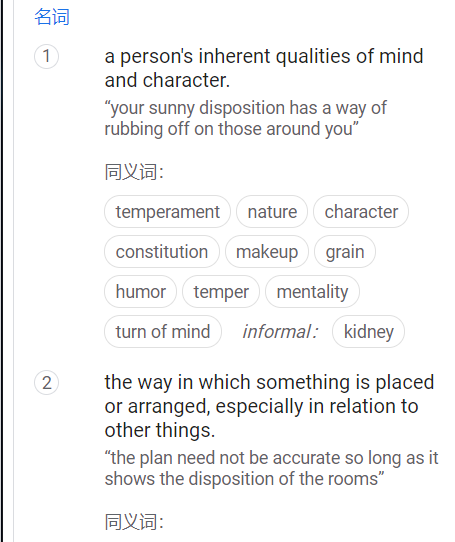 名词
1
a person's inherent qualities of mind
and character.
“your sunny disposition has a way of
rubbing off on those around you”
同义词：
temperament nature character
constitution makeup grain
humor temper mentality
turn of mind informal： kidney
2
the way in which something is placed
or arranged, especially in relation to
other things.
“the plan need not be accurate so long as it
shows the disposition of the rooms”
同义词：